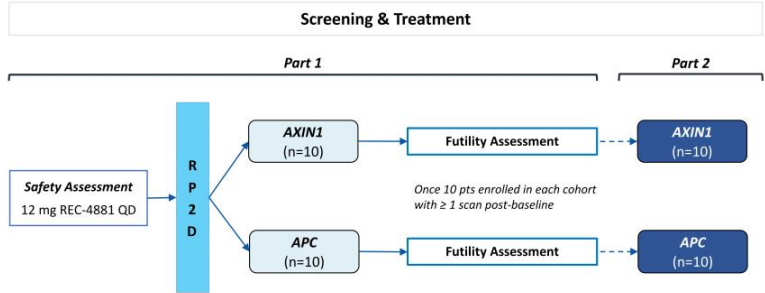 Screening & Treatment
Part 1
Part 2
Safety Assessment
12 mg REC-4881 QD
R
P
2
D
AXIN1
(n=10)
Futility Assessment
AXIN1
(n=10)
Once 10 pts enrolled in each cohort
with ≥ 1 scan post-baseline
APC
(n=10)
Futility Assessment
APC
(n=10)